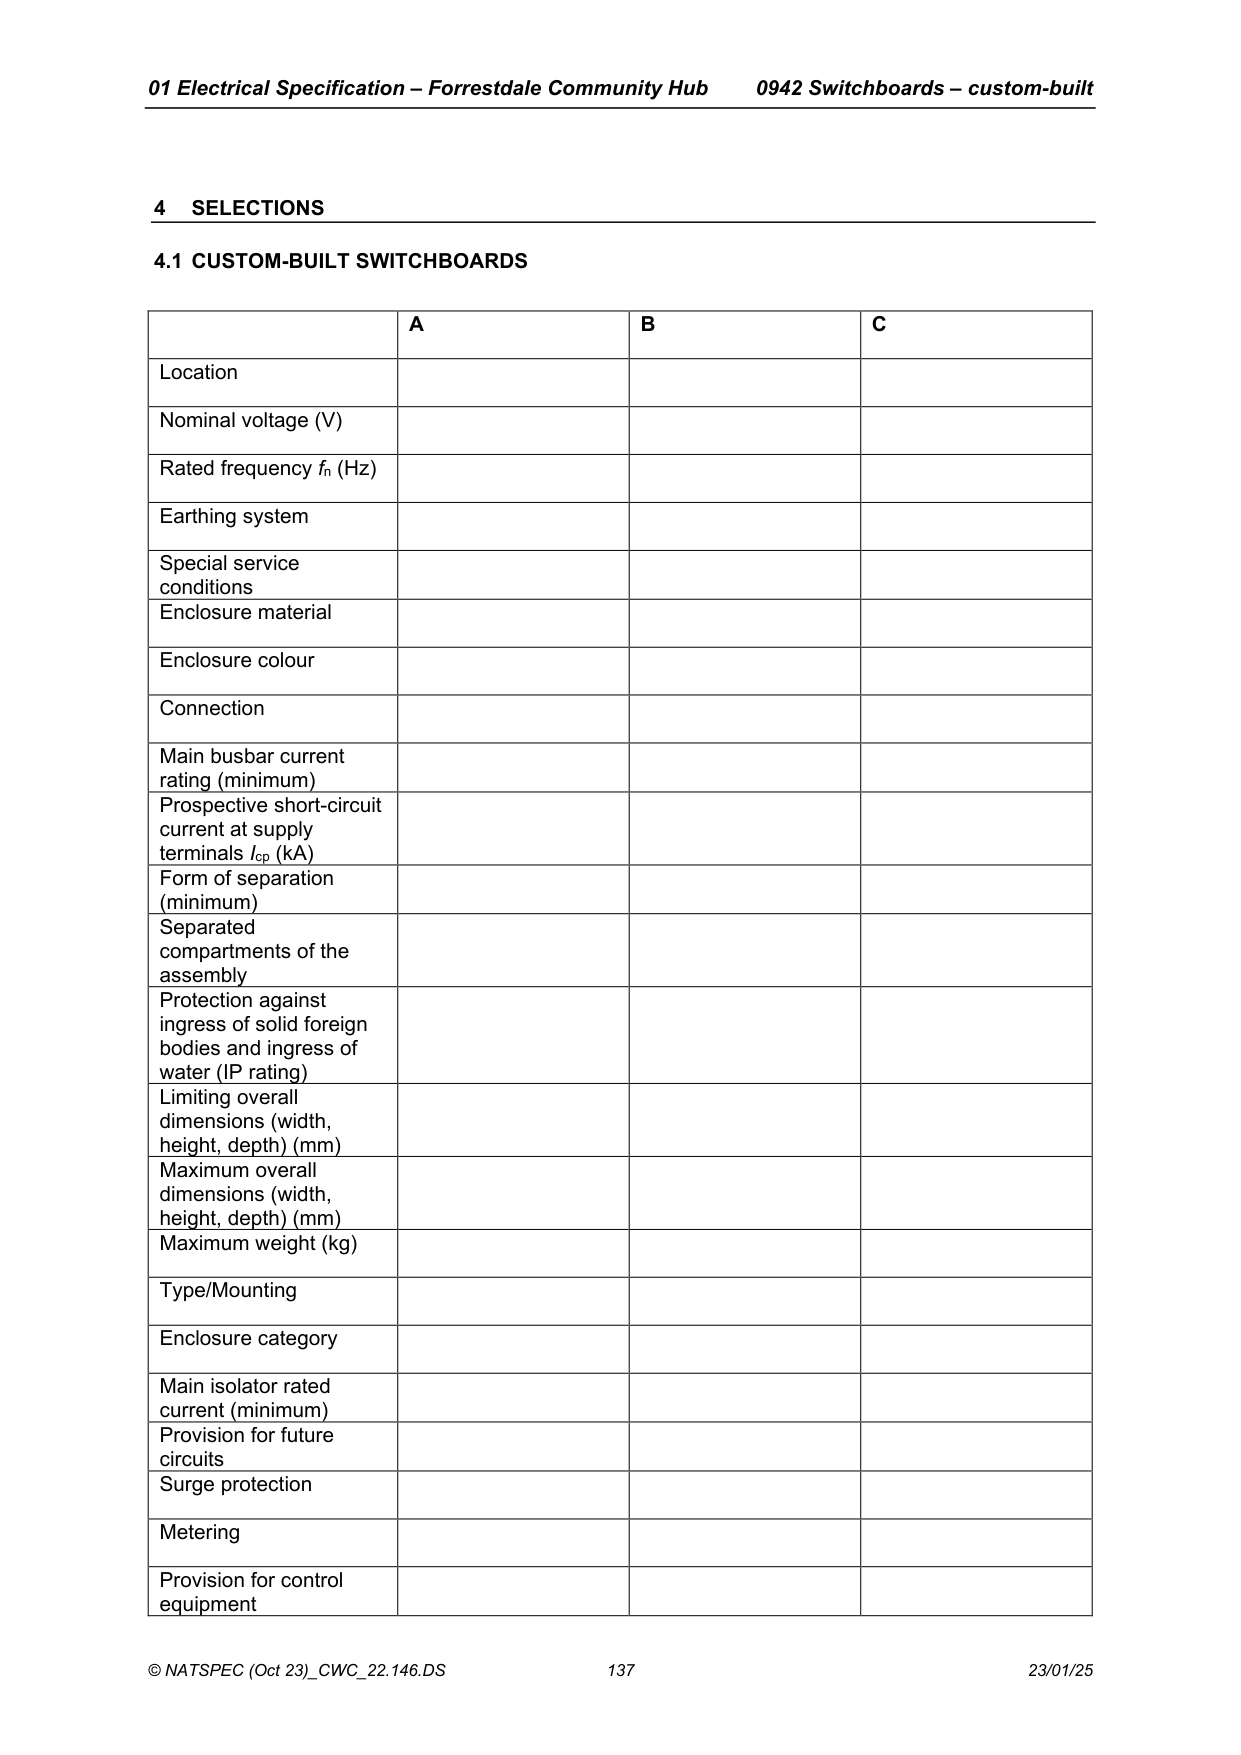 01 Electrical Specification – Forrestdale Community Hub 0942 Switchboards – custom-built
4 SELECTIONS
4.1 CUSTOM-BUILT SWITCHBOARDS
A B C
Location
Nominal voltage (V)
Rated frequency fn (Hz)
Earthing system
Special service
conditions
Enclosure material
Enclosure colour
Connection
Main busbar current
rating (minimum)
Prospective short-circuit
current at supply
terminals Icp (kA)
Form of separation
(minimum)
Separated
compartments of the
assembly
Protection against
ingress of solid foreign
bodies and ingress of
water (IP rating)
Limiting overall
dimensions (width,
height, depth) (mm)
Maximum overall
dimensions (width,
height, depth) (mm)
Maximum weight (kg)
Type/Mounting
Enclosure category
Main isolator rated
current (minimum)
Provision for future
circuits
Surge protection
Metering
Provision for control
equipment
© NATSPEC (Oct 23)_CWC_22.146.DS 137 23/01/25